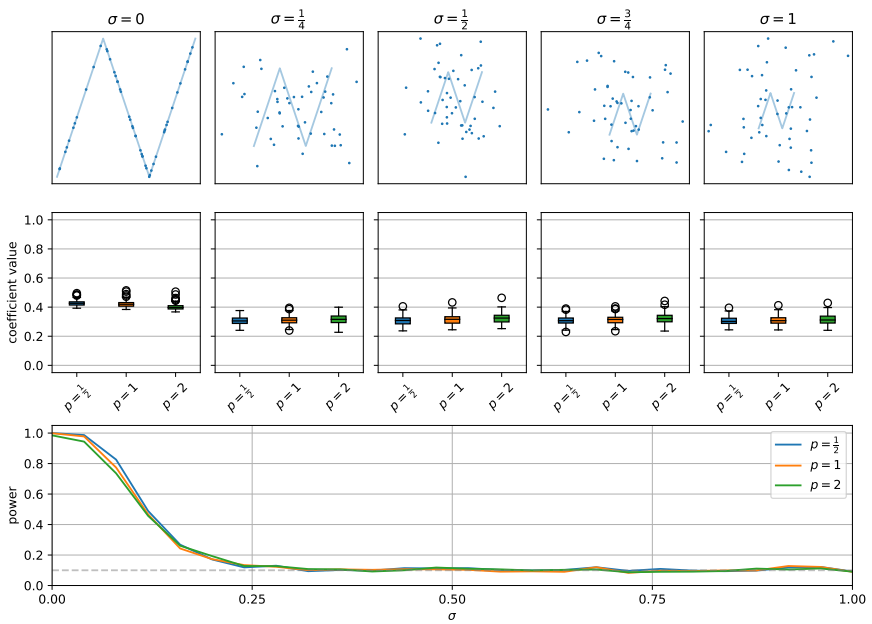 σ = 0
σ = 1/4
σ = 1/2
σ = 3/4
σ = 1
coefficient value
1.0
0.8
0.6
0.4
0.2
0.0
p = 1/2
p = 1
p = 2
p = 1/2
p = 1
p = 2
p = 1/2
p = 1
p = 2
p = 1/2
p = 1
p = 2
p = 1/2
p = 1
p = 2
power
1.0
0.8
0.6
0.4
0.2
0.0
p = 1/2
p = 1
p = 2
0.00
0.25
0.50
0.75
1.00
σ